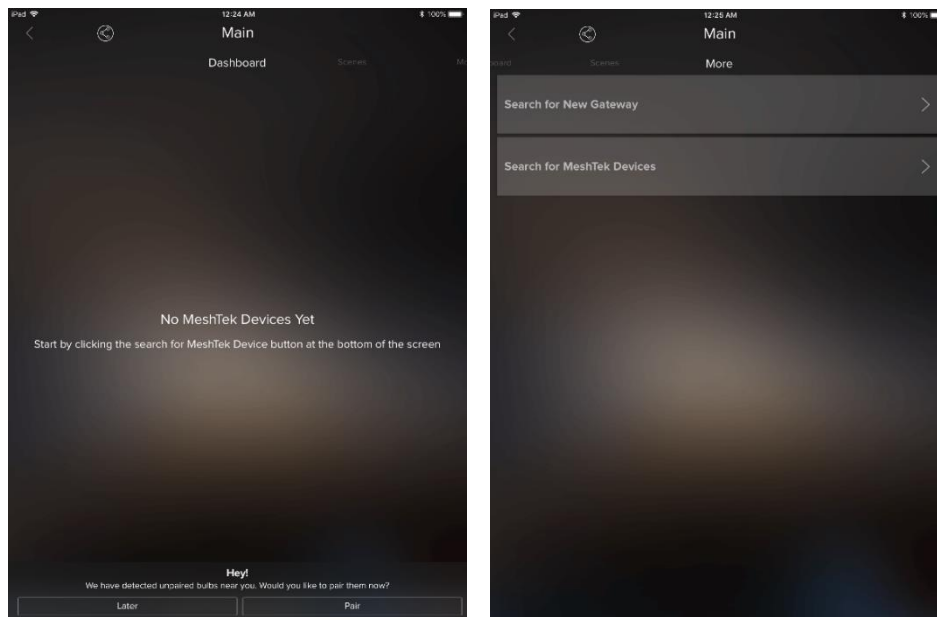 iPad 12:24 AM 100%
Main
Dashboard Scenes
No MeshTek Devices Yet
Start by clicking the search for MeshTek Device button at the bottom of the screen
Hey!
We have detected unpaired bulbs near you. Would you like to pair them now?
Later Pair
iPad 12:25 AM 100%
Main
Scenes More
Search for New Gateway
Search for MeshTek Devices